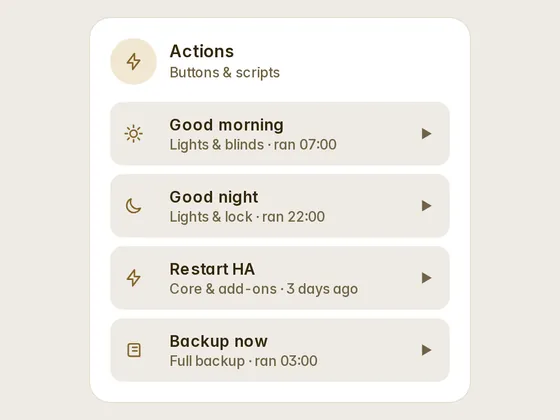 Actions
Buttons & scripts
Good morning
Lights & blinds · ran 07:00
Good night
Lights & lock · ran 22:00
Restart HA
Core & add-ons · 3 days ago
Backup now
Full backup · ran 03:00